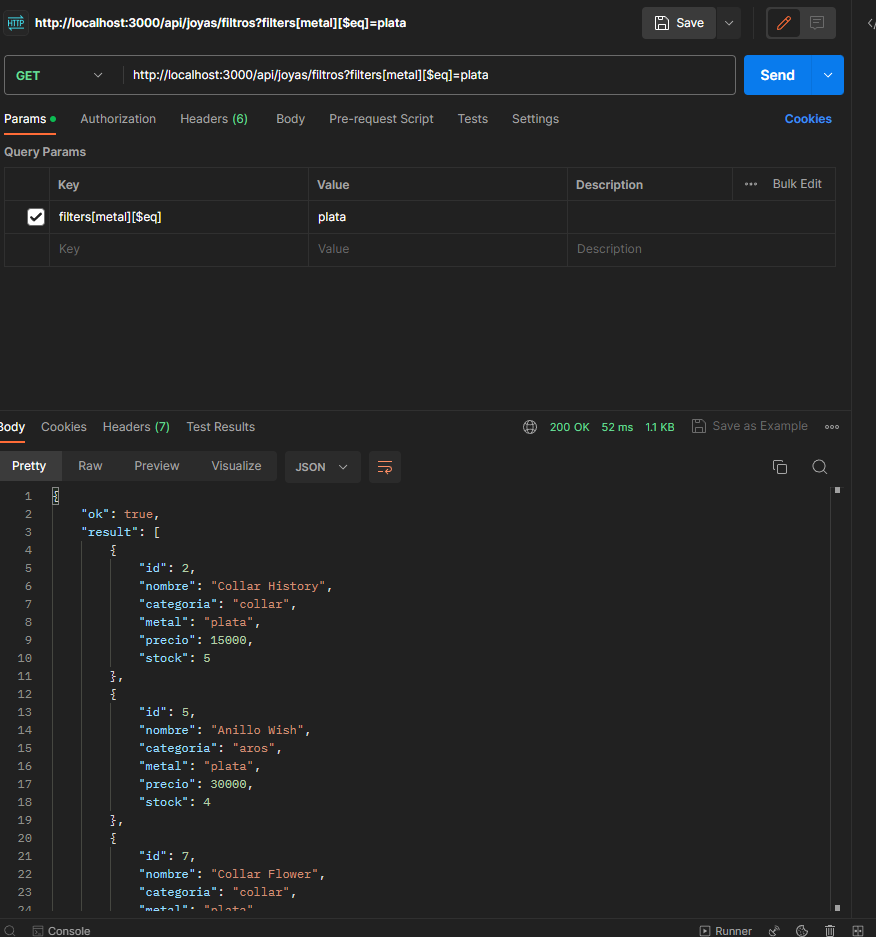 HTTP http://localhost:3000/api/joyas/filtros?filters[metal][$eq]=plata Save
GET http://localhost:3000/api/joyas/filtros?filters[metal][$eq]=plata Send
Params Authorization Headers (6) Body Pre-request Script Tests Settings Cookies
Query Params
Key Value Description ••• Bulk Edit
filters[metal][$eq] plata
Key Value Description
Body Cookies Headers (7) Test Results 200 OK 52 ms 1.1 KB Save as Example
Pretty Raw Preview Visualize JSON
1 {
2 "ok": true,
3 "result": [
4 {
5 "id": 2,
6 "nombre": "Collar History",
7 "categoria": "collar",
8 "metal": "plata",
9 "precio": 15000,
10 "stock": 5
11 },
12 {
13 "id": 5,
14 "nombre": "Anillo Wish",
15 "categoria": "aros",
16 "metal": "plata",
17 "precio": 30000,
18 "stock": 4
19 },
20 {
21 "id": 7,
22 "nombre": "Collar Flower",
23 "categoria": "collar",
24 "metal": "plata"
Console Runner